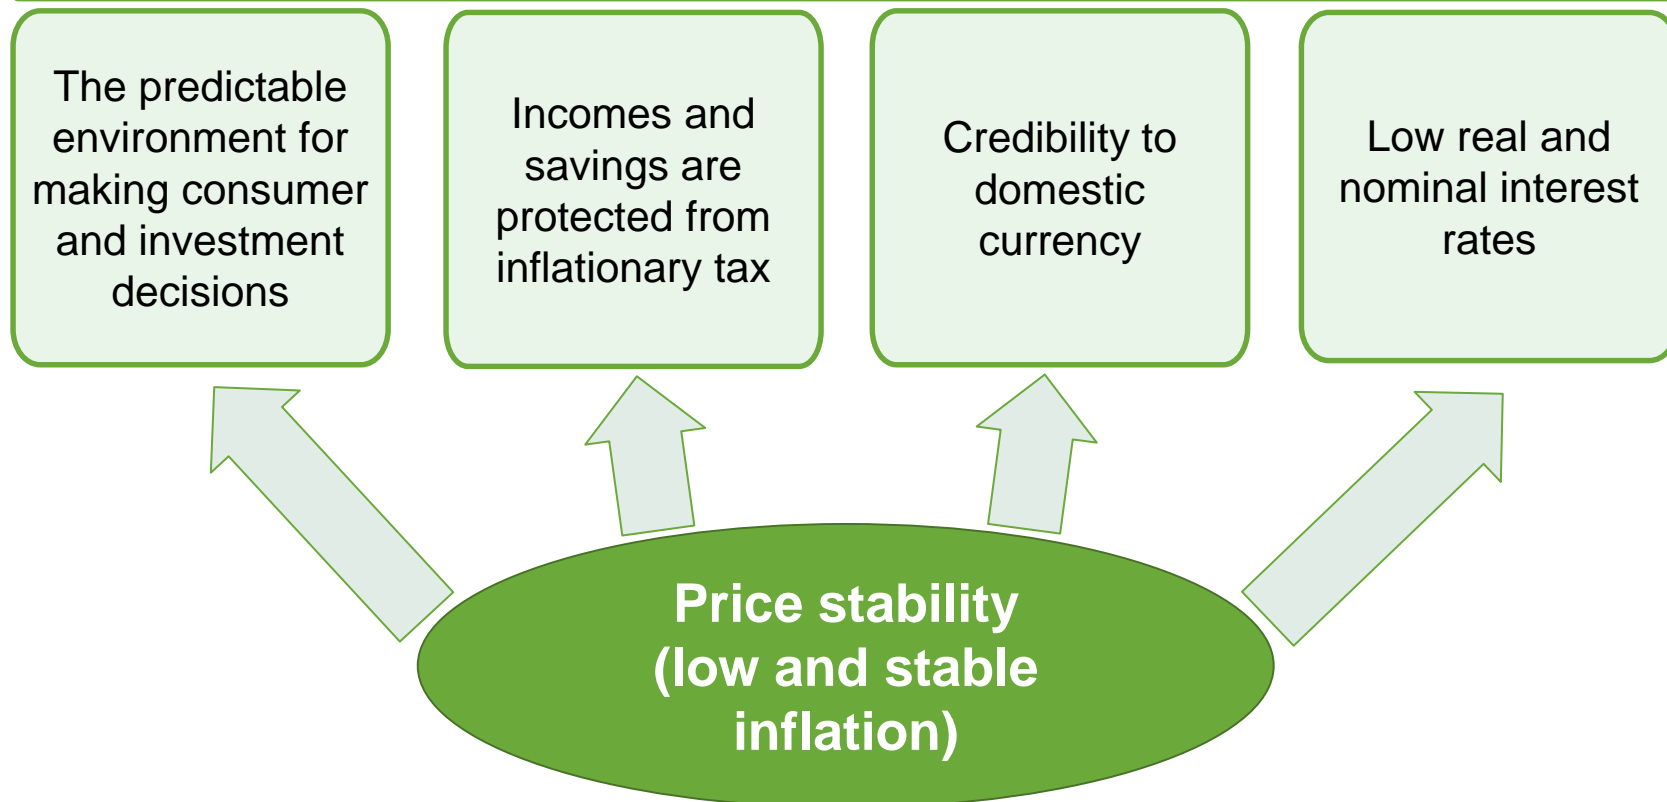 The predictable
environment for
making consumer
and investment
decisions
Incomes and
savings are
protected from
inflationary tax
Credibility to
domestic
currency
Low real and
nominal interest
rates
Price stability
(low and stable
inflation)